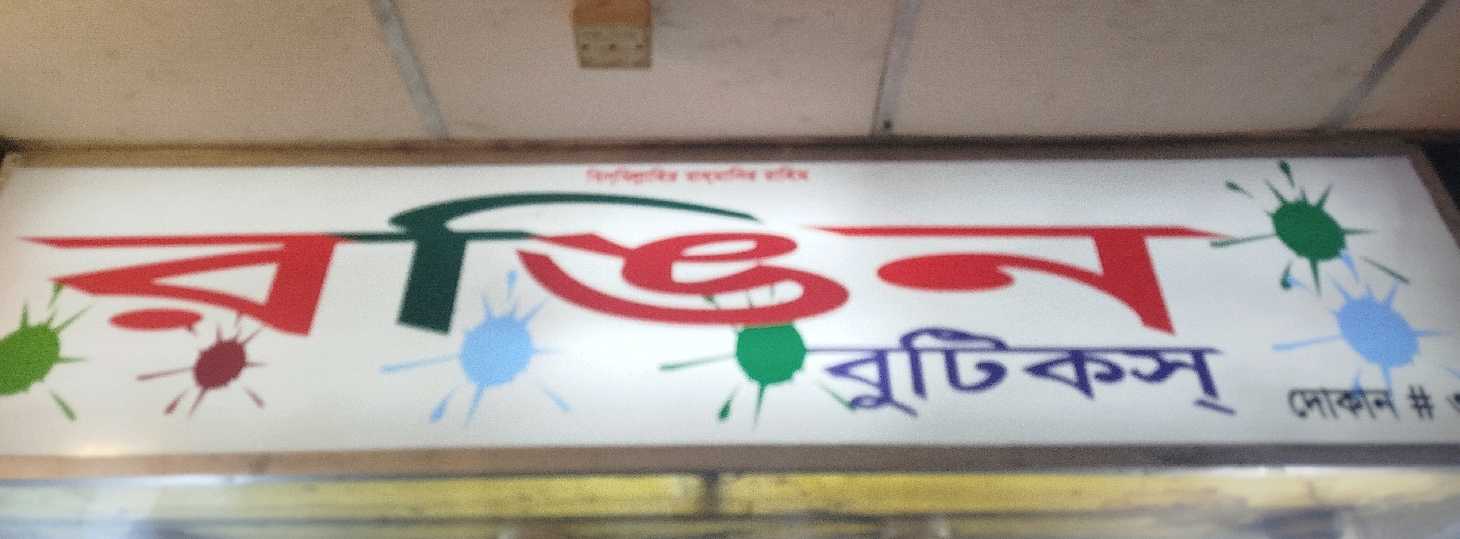 বিস্‌মিল্লাহির রাহ্‌মানির রাহিম
রঙিন
বুটিকস্
দোকান #